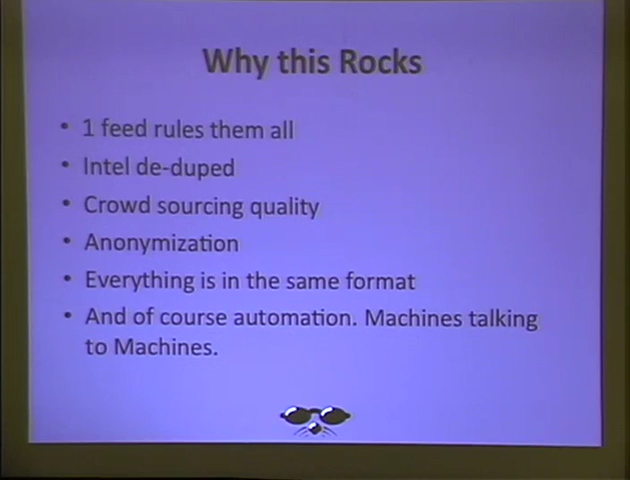 Why this Rocks
• 1 feed rules them all
• Intel de-duped
• Crowd sourcing quality
• Anonymization
• Everything is in the same format
• And of course automation. Machines talking
to Machines.